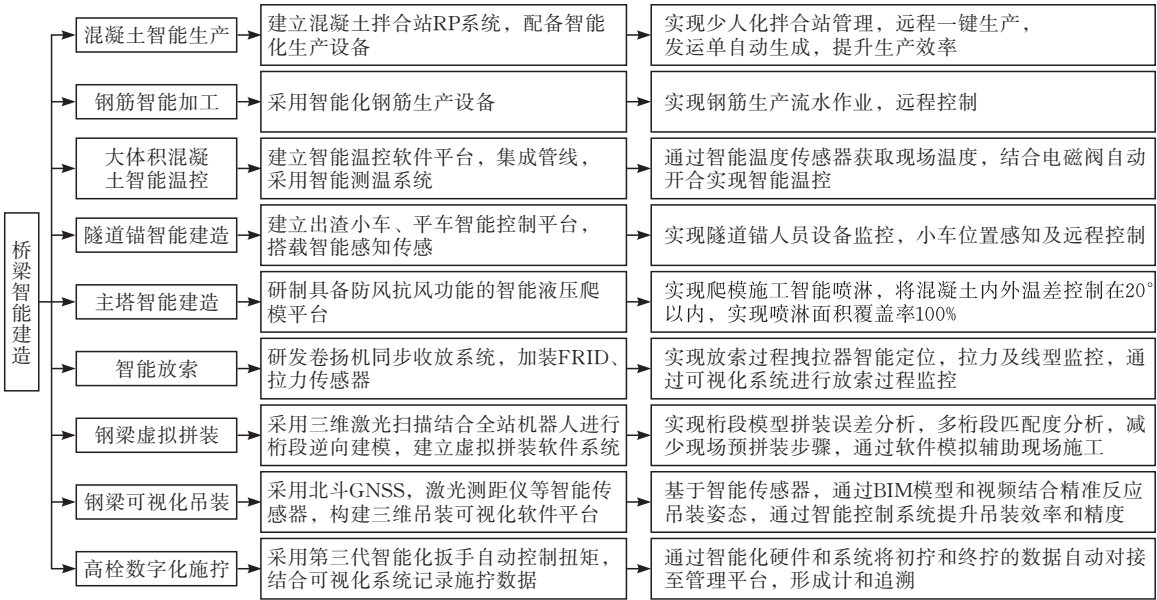 桥梁智能建造
混凝土智能生产
建立混凝土拌合站RP系统，配备智能
化生产设备
实现少人化拌合站管理，远程一键生产，
发运单自动生成，提升生产效率
钢筋智能加工
采用智能化钢筋生产设备
实现钢筋生产流水作业，远程控制
大体积混凝
土智能温控
建立智能温控软件平台，集成管线，
采用智能测温系统
通过智能温度传感器获取现场温度，结合电磁阀自动
开合实现智能温控
隧道锚智能建造
建立出渣小车、平车智能控制平台，
搭载智能感知传感
实现隧道锚人员设备监控，小车位置感知及远程控制
主塔智能建造
研制具备防风抗风功能的智能液压爬
模平台
实现爬模施工智能喷淋，将混凝土内外温差控制在20°
以内，实现喷淋面积覆盖率100%
智能放索
研发卷扬机同步收放系统，加装FRID、
拉力传感器
实现放索过程拽拉器智能定位，拉力及线型监控，通
过可视化系统进行放索过程监控
钢梁虚拟拼装
采用三维激光扫描结合全站机器人进行
桁段逆向建模，建立虚拟拼装软件系统
实现桁段模型拼装误差分析，多桁段匹配度分析，减
少现场预拼装步骤，通过软件模拟辅助现场施工
钢梁可视化吊装
采用北斗GNSS，激光测距仪等智能传
感器，构建三维吊装可视化软件平台
基于智能传感器，通过BIM模型和视频结合精准反应
吊装姿态，通过智能控制系统提升吊装效率和精度
高栓数字化施拧
采用第三代智能化扳手自动控制扭矩，
结合可视化系统记录施拧数据
通过智能化硬件和系统将初拧和终拧的数据自动对接
至管理平台，形成计和追溯